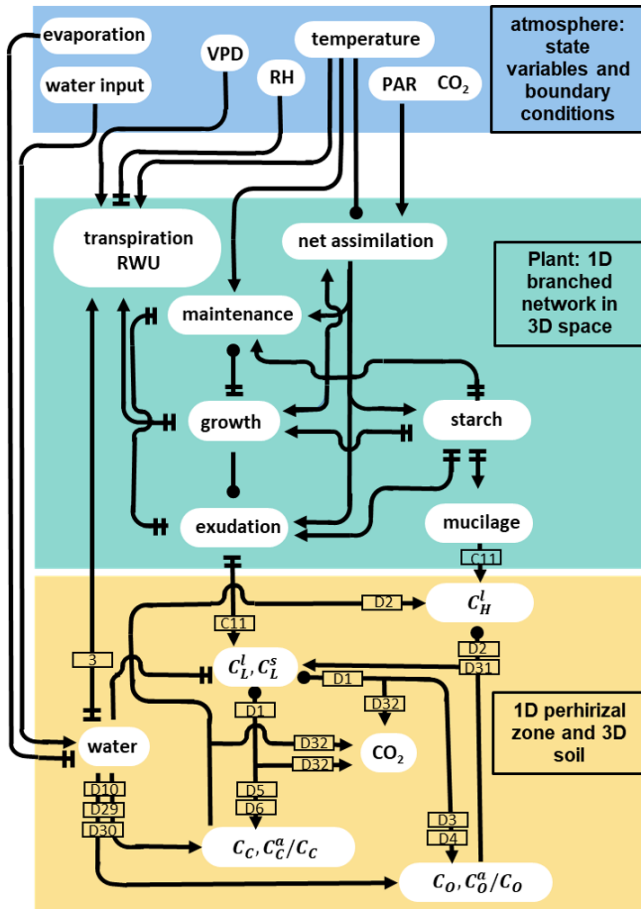 evaporation
water input
VPD
RH
temperature
PAR CO₂
atmosphere:
state
variables and
boundary
conditions
transpiration
RWU
net assimilation
Plant: 1D
branched
network in
3D space
maintenance
growth
starch
exudation
mucilage
C11
D2
C_H^l
C11
D2
D31
3
C_L^l, C_L^s
D1
D1
D32
1D perhirizal
zone and 3D
soil
water
D32
CO₂
D32
D10
D29
D30
D5
D6
D3
D4
C_C, C_C^a/C_C
C_O, C_O^a/C_O